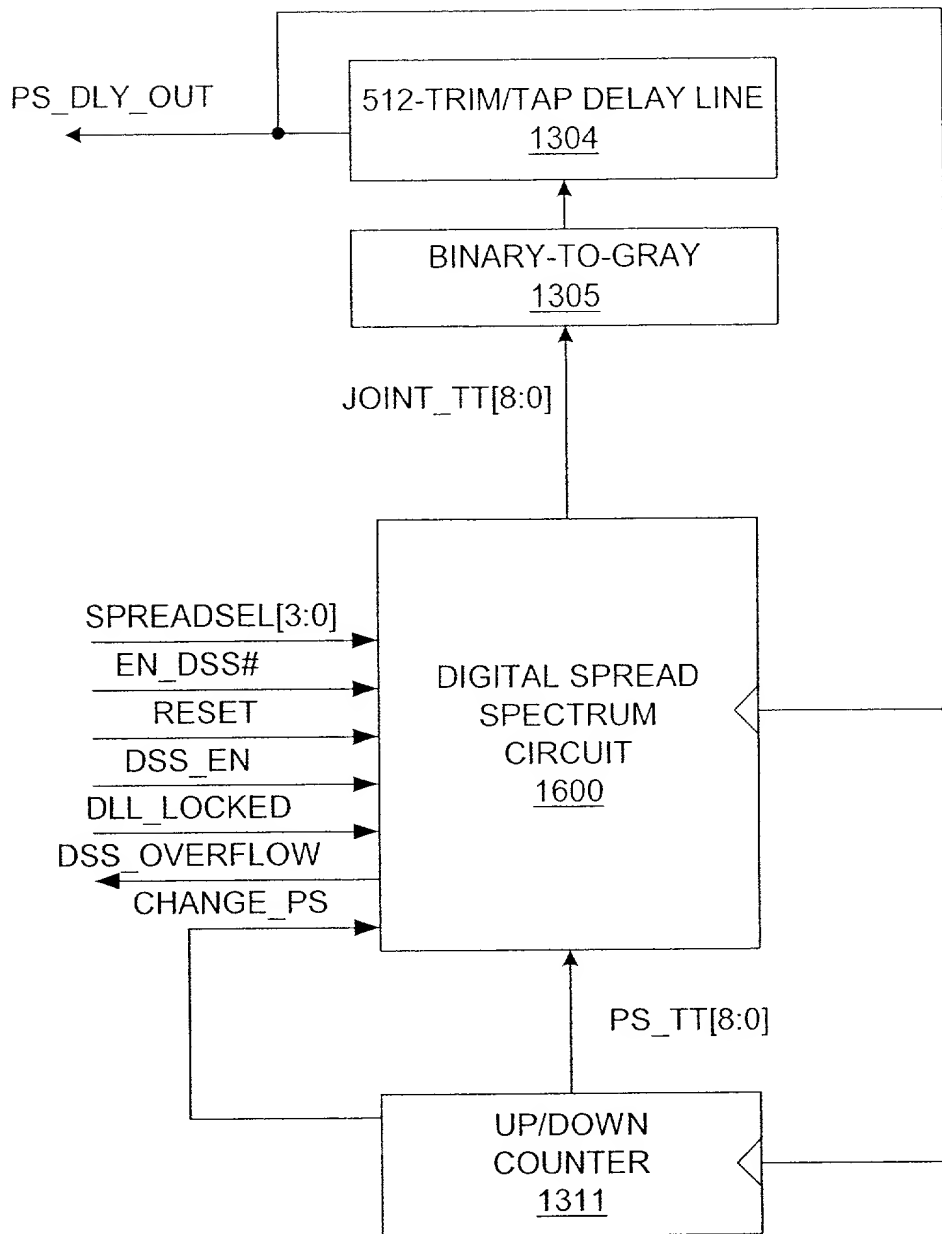 PS_DLY_OUT
512-TRIM/TAP DELAY LINE
1304
BINARY-TO-GRAY
1305
JOINT_TT[8:0]
SPREADSEL[3:0]
EN_DSS#
RESET
DSS_EN
DLL_LOCKED
DSS_OVERFLOW
CHANGE_PS
DIGITAL SPREAD
SPECTRUM
CIRCUIT
1600
PS_TT[8:0]
UP/DOWN
COUNTER
1311